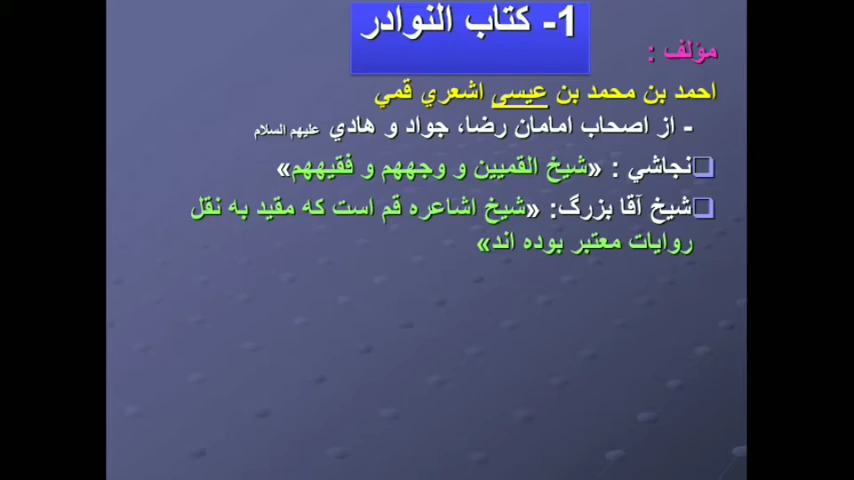 1- كتاب النوادر
مؤلف :
احمد بن محمد بن عيسى اشعري قمي
- از اصحاب امامان رضا، جواد و هادي عليهم السلام
نجاشي : «شيخ القميين و وجههم و فقيههم»
شيخ آقا بزرگ: «شيخ اشاعره قم است كه مقيد به نقل
روايات معتبر بوده اند»